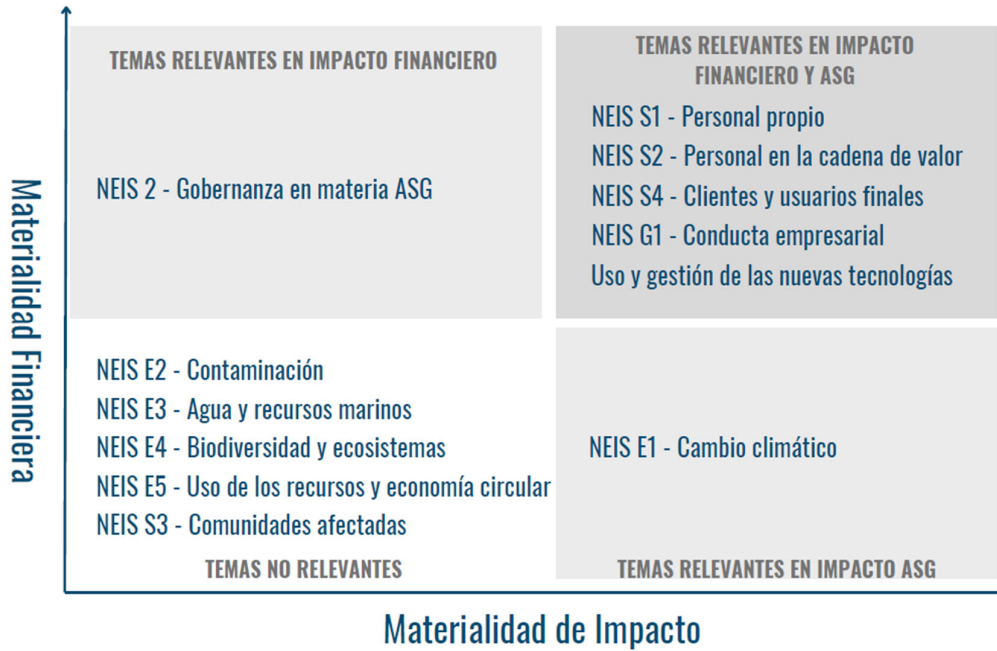 Materialidad Financiera
TEMAS RELEVANTES EN IMPACTO FINANCIERO
NEIS 2 - Gobernanza en materia ASG
TEMAS RELEVANTES EN IMPACTO
FINANCIERO Y ASG
NEIS S1 - Personal propio
NEIS S2 - Personal en la cadena de valor
NEIS S4 - Clientes y usuarios finales
NEIS G1 - Conducta empresarial
Uso y gestión de las nuevas tecnologías
NEIS E2 - Contaminación
NEIS E3 - Agua y recursos marinos
NEIS E4 - Biodiversidad y ecosistemas
NEIS E5 - Uso de los recursos y economía circular
NEIS S3 - Comunidades afectadas
TEMAS NO RELEVANTES
NEIS E1 - Cambio climático
TEMAS RELEVANTES EN IMPACTO ASG
Materialidad de Impacto